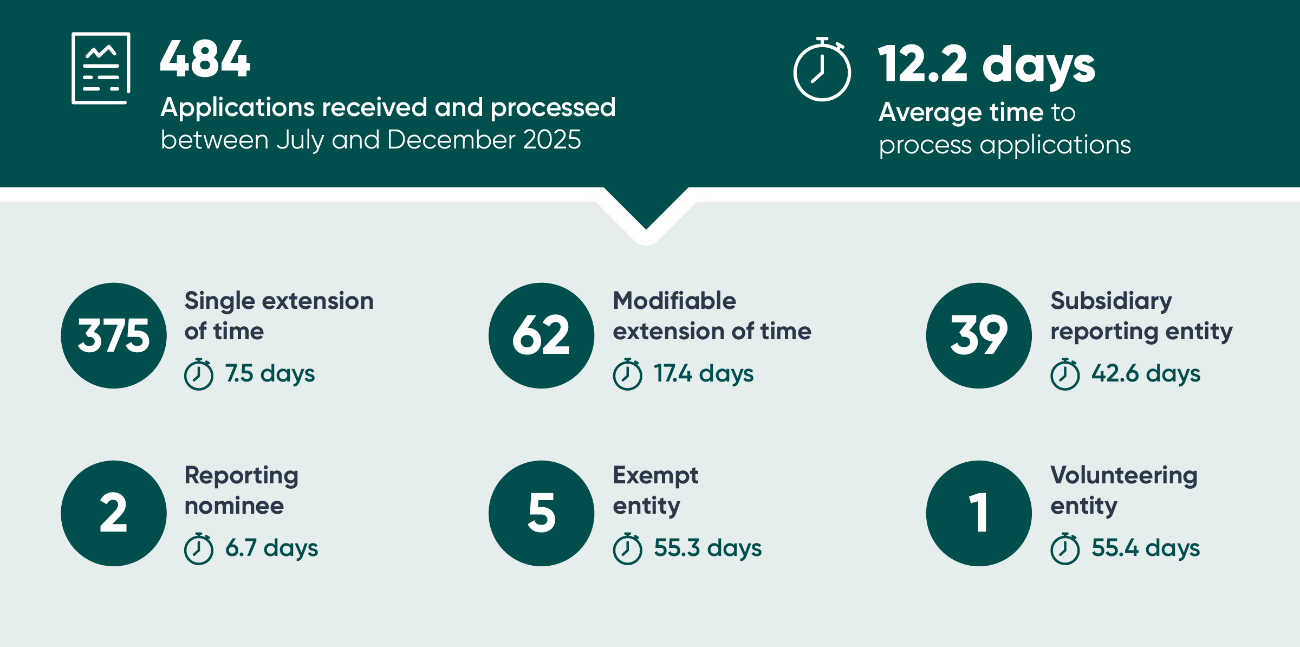 484
Applications received and processed
between July and December 2025
12.2 days
Average time to
process applications
375
Single extension
of time
7.5 days
62
Modifiable
extension of time
17.4 days
39
Subsidiary
reporting entity
42.6 days
2
Reporting
nominee
6.7 days
5
Exempt
entity
55.3 days
1
Volunteering
entity
55.4 days